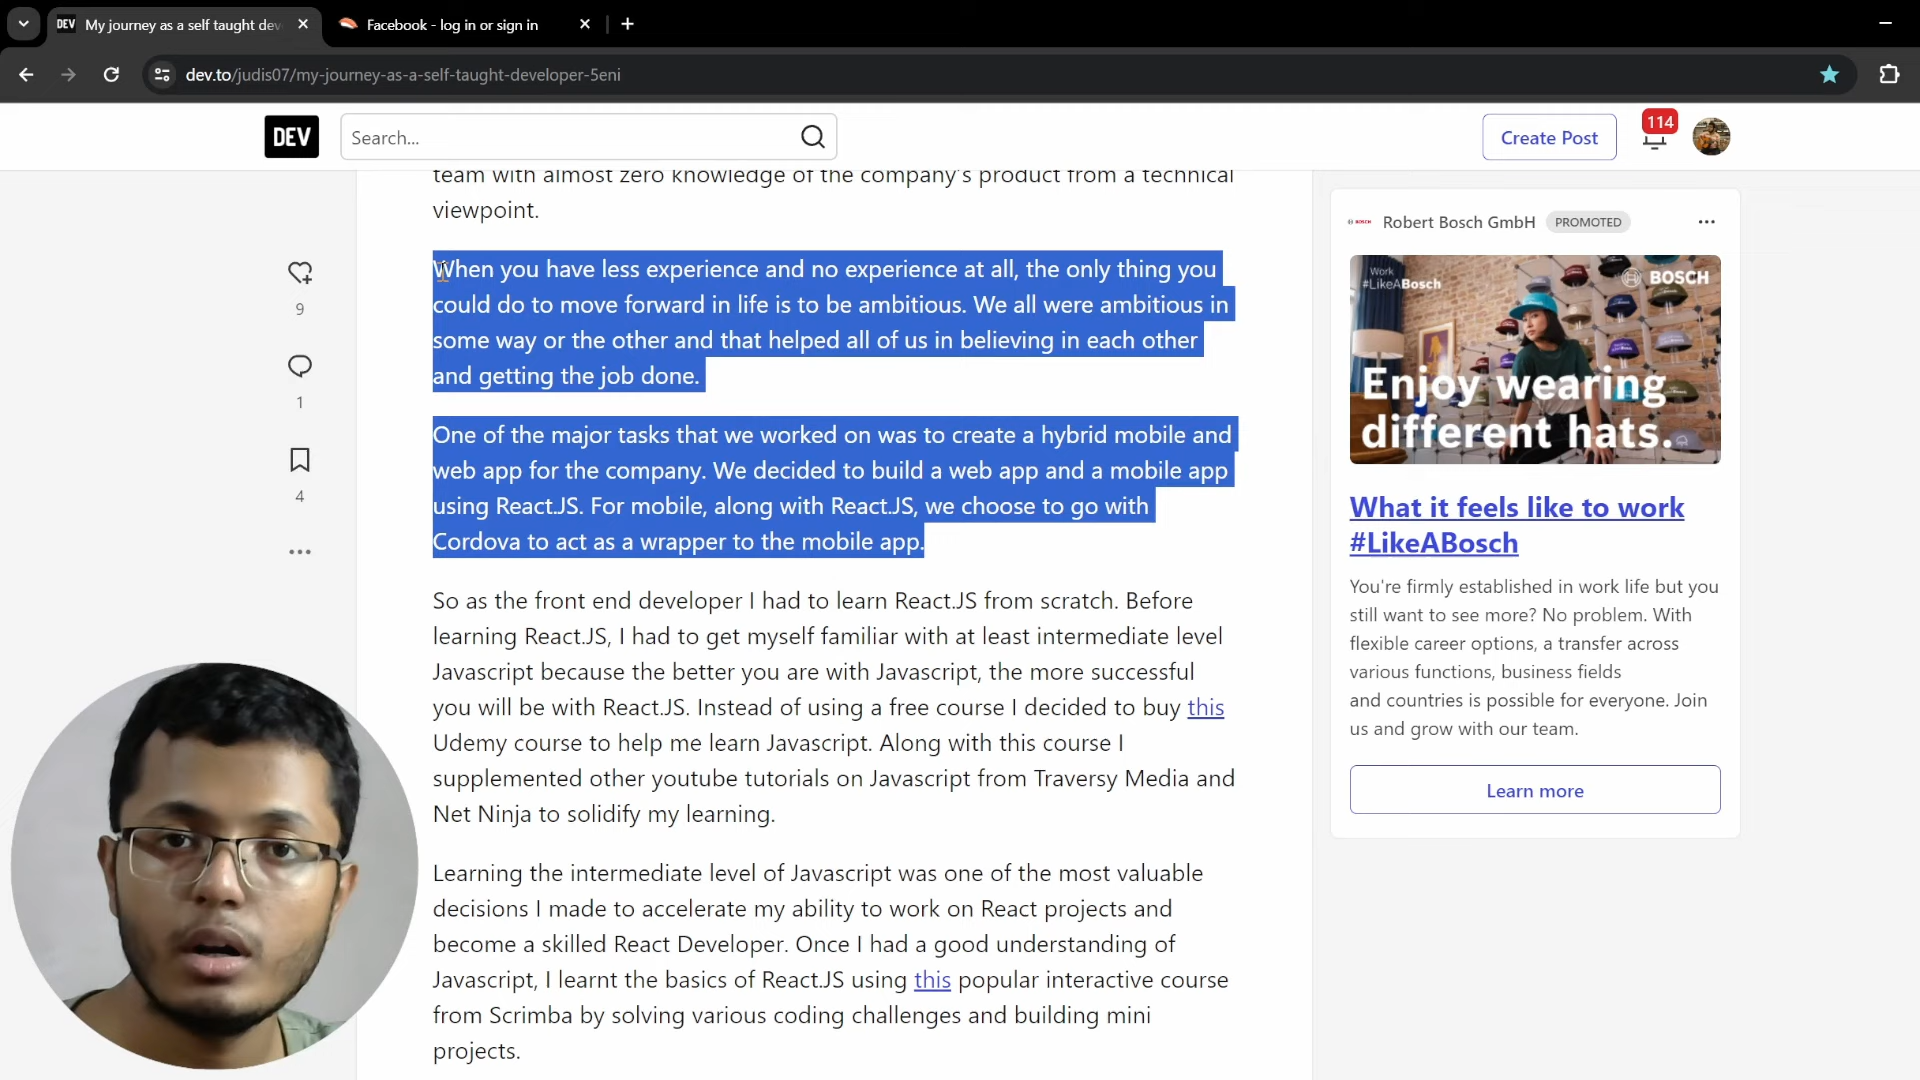 DEV My journey as a self taught dev
Facebook - log in or sign in
dev.to/judis07/my-journey-as-a-self-taught-developer-5eni
DEV
Search...
Create Post
114
team with almost zero knowledge of the company's product from a technical
viewpoint.
When you have less experience and no experience at all, the only thing you
could do to move forward in life is to be ambitious. We all were ambitious in
some way or the other and that helped all of us in believing in each other
and getting the job done.
One of the major tasks that we worked on was to create a hybrid mobile and
web app for the company. We decided to build a web app and a mobile app
using React.JS. For mobile, along with React.JS, we choose to go with
Cordova to act as a wrapper to the mobile app.
So as the front end developer I had to learn React.JS from scratch. Before
learning React.JS, I had to get myself familiar with at least intermediate level
Javascript because the better you are with Javascript, the more successful
you will be with React.JS. Instead of using a free course I decided to buy this
Udemy course to help me learn Javascript. Along with this course I
supplemented other youtube tutorials on Javascript from Traversy Media and
Net Ninja to solidify my learning.
Learning the intermediate level of Javascript was one of the most valuable
decisions I made to accelerate my ability to work on React projects and
become a skilled React Developer. Once I had a good understanding of
Javascript, I learnt the basics of React.JS using this popular interactive course
from Scrimba by solving various coding challenges and building mini
projects.
9
1
4
BOSCH Robert Bosch GmbH PROMOTED
Work
#LikeABosch
BOSCH
Enjoy wearing
different hats.
What it feels like to work
#LikeABosch
You're firmly established in work life but you
still want to see more? No problem. With
flexible career options, a transfer across
various functions, business fields
and countries is possible for everyone. Join
us and grow with our team.
Learn more